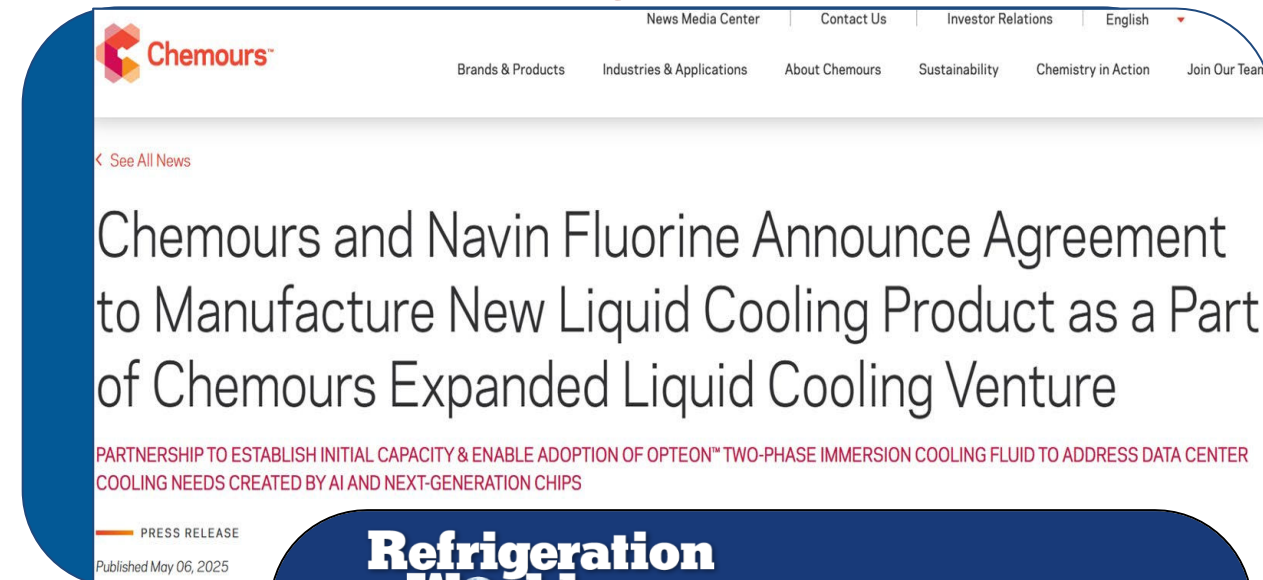 News Media Center | Contact Us | Investor Relations | English
Chemours™
Brands & Products Industries & Applications About Chemours Sustainability Chemistry in Action Join Our Team
See All News
Chemours and Navin Fluorine Announce Agreement
to Manufacture New Liquid Cooling Product as a Part
of Chemours Expanded Liquid Cooling Venture
PARTNERSHIP TO ESTABLISH INITIAL CAPACITY & ENABLE ADOPTION OF OPTEON™ TWO-PHASE IMMERSION COOLING FLUID TO ADDRESS DATA CENTER
COOLING NEEDS CREATED BY AI AND NEXT-GENERATION CHIPS
PRESS RELEASE
Published May 06, 2025
Refrigeration